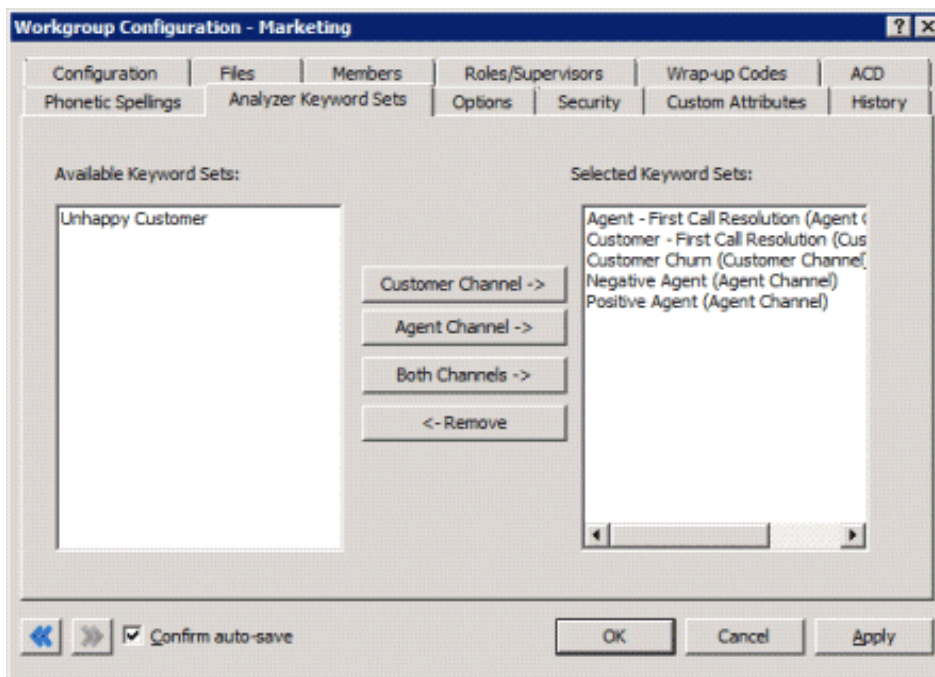 Workgroup Configuration - Marketing
Configuration Files Members Roles/Supervisors Wrap-up Codes ACD
Phonetic Spellings Analyzer Keyword Sets Options Security Custom Attributes History
Available Keyword Sets: Selected Keyword Sets:
Unhappy Customer
Agent - First Call Resolution (Agent
Customer - First Call Resolution (Cus
Customer Churn (Customer Channel
Negative Agent (Agent Channel)
Positive Agent (Agent Channel)
Customer Channel ->
Agent Channel ->
Both Channels ->
<- Remove
Confirm auto-save OK Cancel Apply